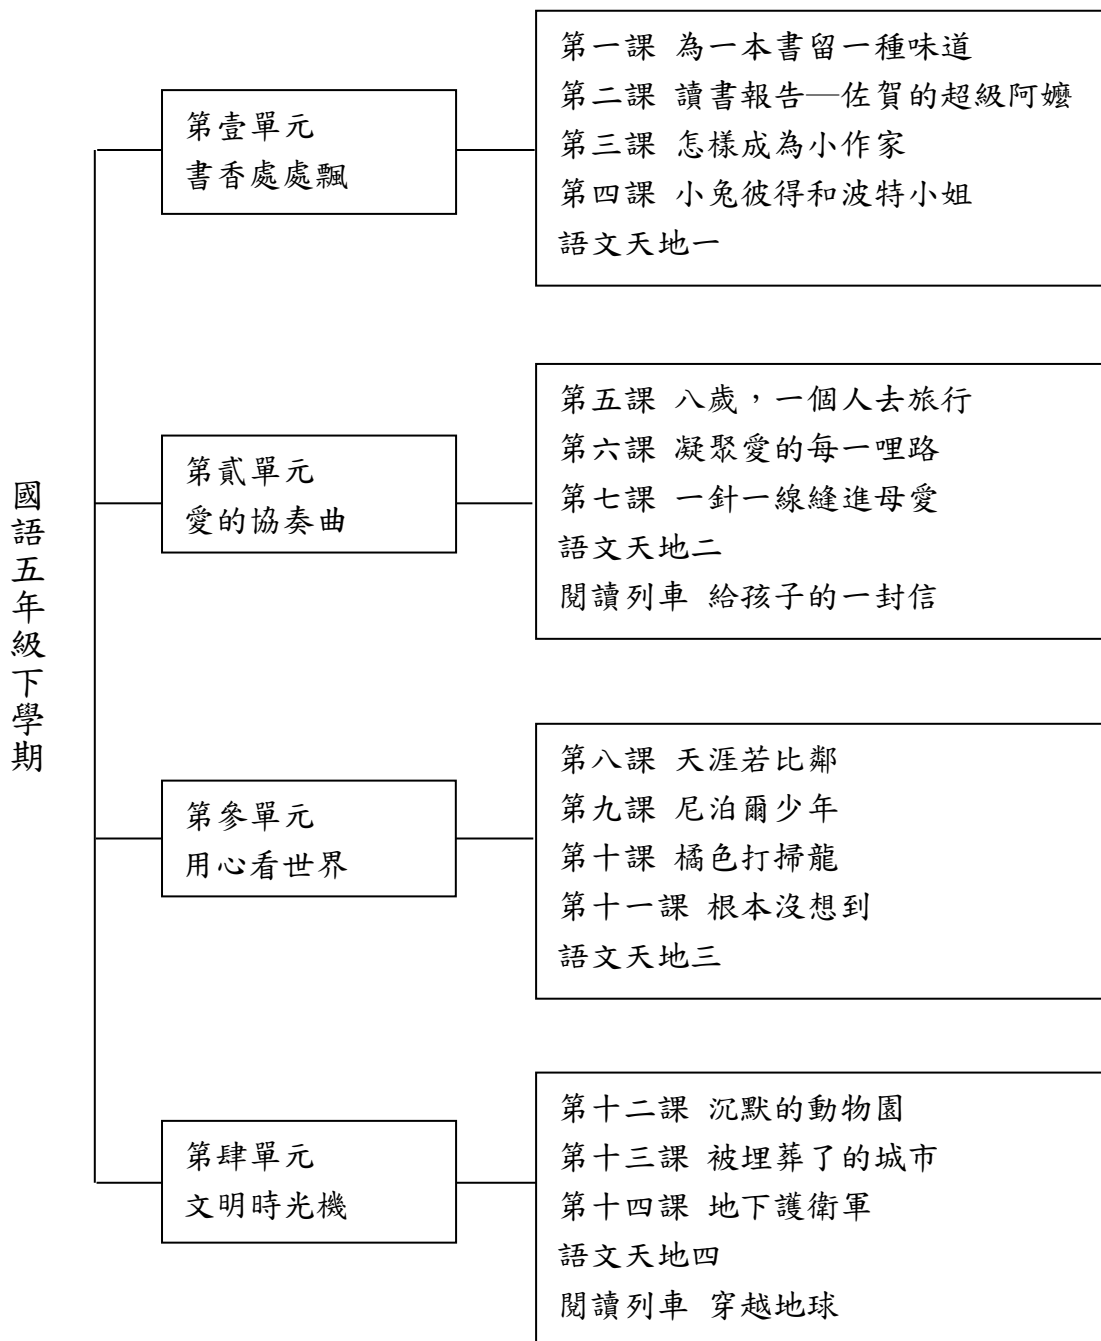 國語五年級下學期
第壹單元
書香處處飄
第一課 為一本書留一種味道
第二課 讀書報告—佐賀的超級阿嬤
第三課 怎樣成為小作家
第四課 小兔彼得和波特小姐
語文天地一
第貳單元
愛的協奏曲
第五課 八歲，一個人去旅行
第六課 凝聚愛的每一哩路
第七課 一針一線縫進母愛
語文天地二
閱讀列車 給孩子的一封信
第參單元
用心看世界
第八課 天涯若比鄰
第九課 尼泊爾少年
第十課 橘色打掃龍
第十一課 根本沒想到
語文天地三
第肆單元
文明時光機
第十二課 沉默的動物園
第十三課 被埋葬了的城市
第十四課 地下護衛軍
語文天地四
閱讀列車 穿越地球